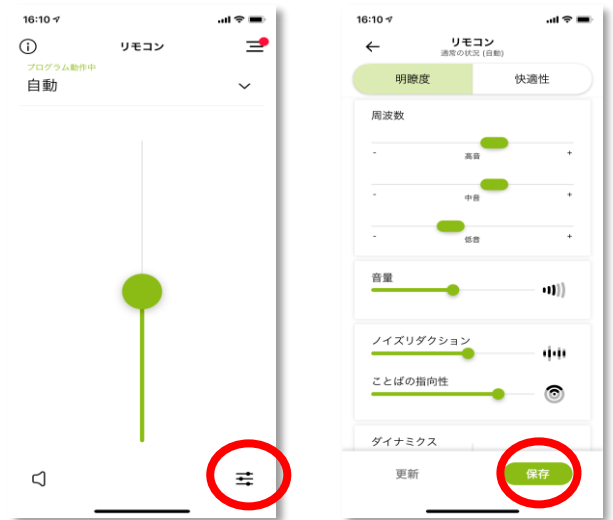 16:10
リモコン
プログラム動作中
自動
16:10
リモコン
通常の状況 (自動)
明瞭度
快適性
周波数
- 高音 +
- 中音 +
- 低音 +
音量
ノイズリダクション
ことばの指向性
ダイナミクス
更新
保存